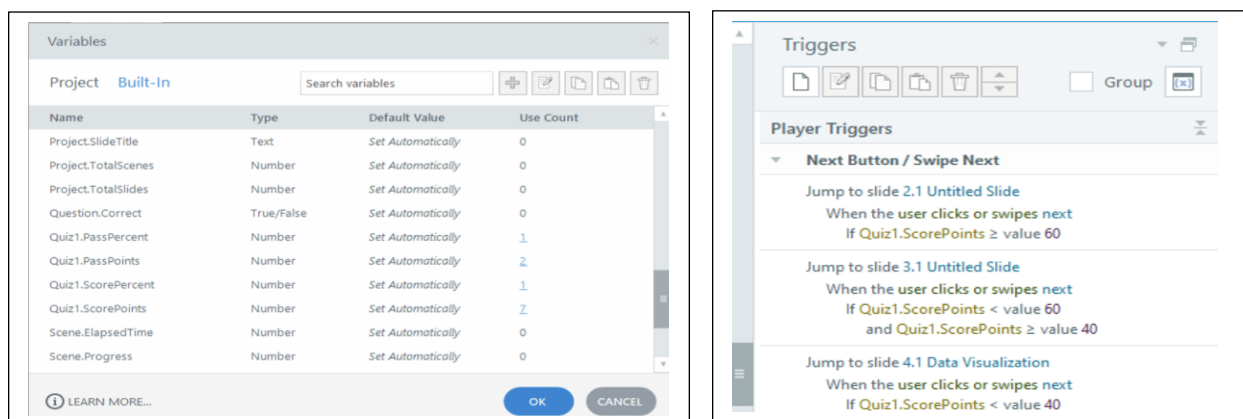 Variables
Project Built-In Search variables
Name Type Default Value Use Count
Project.SlideTitle Text Set Automatically 0
Project.TotalScenes Number Set Automatically 0
Project.TotalSlides Number Set Automatically 0
Question.Correct True/False Set Automatically 0
Quiz1.PassPercent Number Set Automatically 1
Quiz1.PassPoints Number Set Automatically 2
Quiz1.ScorePercent Number Set Automatically 1
Quiz1.ScorePoints Number Set Automatically 7
Scene.ElapsedTime Number Set Automatically 0
Scene.Progress Number Set Automatically 0
LEARN MORE... OK CANCEL
Triggers
Group
Player Triggers
Next Button / Swipe Next
Jump to slide 2.1 Untitled Slide
When the user clicks or swipes next
If Quiz1.ScorePoints ≥ value 60
Jump to slide 3.1 Untitled Slide
When the user clicks or swipes next
If Quiz1.ScorePoints < value 60
and Quiz1.ScorePoints ≥ value 40
Jump to slide 4.1 Data Visualization
When the user clicks or swipes next
If Quiz1.ScorePoints < value 40